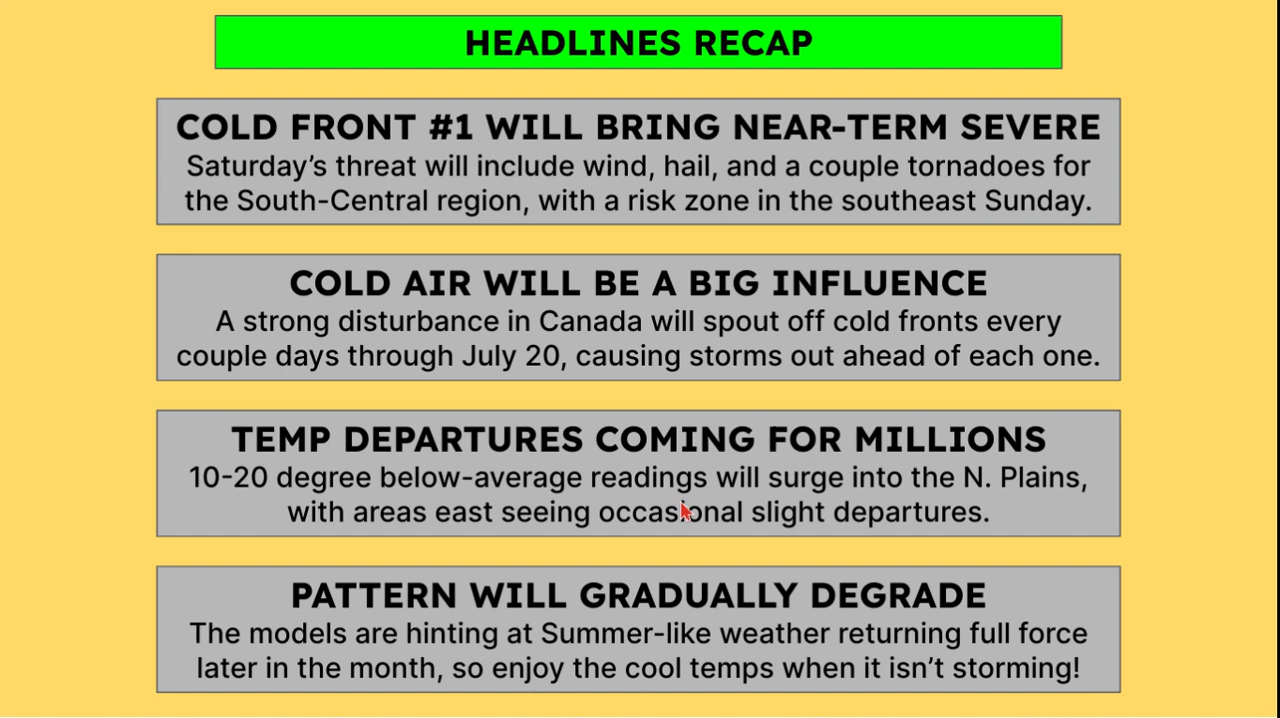 HEADLINES RECAP
COLD FRONT #1 WILL BRING NEAR-TERM SEVERE
Saturday’s threat will include wind, hail, and a couple tornadoes for
the South-Central region, with a risk zone in the southeast Sunday.
COLD AIR WILL BE A BIG INFLUENCE
A strong disturbance in Canada will spout off cold fronts every
couple days through July 20, causing storms out ahead of each one.
TEMP DEPARTURES COMING FOR MILLIONS
10-20 degree below-average readings will surge into the N. Plains,
with areas east seeing occasional slight departures.
PATTERN WILL GRADUALLY DEGRADE
The models are hinting at Summer-like weather returning full force
later in the month, so enjoy the cool temps when it isn’t storming!